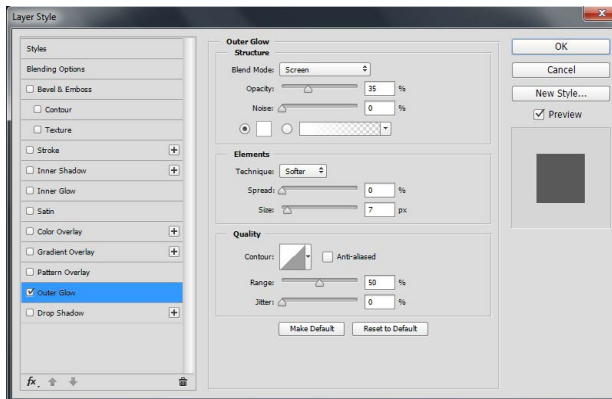 Layer Style
Styles
Blending Options
Bevel & Emboss
Contour
Texture
Stroke
Inner Shadow
Inner Glow
Satin
Color Overlay
Gradient Overlay
Pattern Overlay
Outer Glow
Drop Shadow
fx
Outer Glow
Structure
Blend Mode: Screen
Opacity: 35 %
Noise: 0 %
Elements
Technique: Softer
Spread: 0 %
Size: 7 px
Quality
Contour: Anti-aliased
Range: 50 %
Jitter: 0 %
Make Default Reset to Default
OK
Cancel
New Style...
Preview